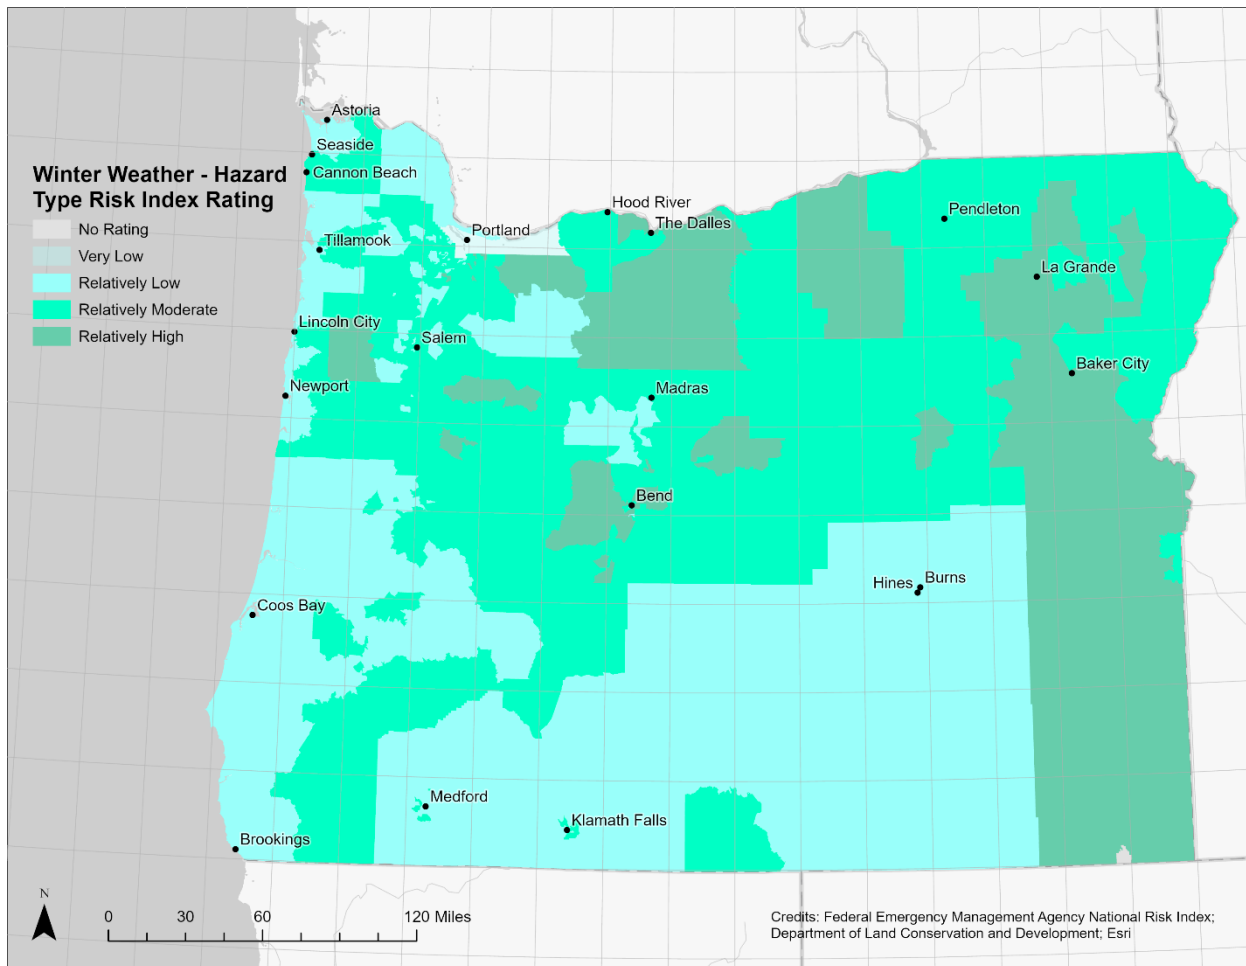 Astoria
Seaside
Cannon Beach
Winter Weather - Hazard
Type Risk Index Rating
No Rating
Very Low
Relatively Low
Relatively Moderate
Relatively High
Hood River
The Dalles
Portland
Pendleton
Tillamook
La Grande
Lincoln City
Salem
Baker City
Newport
Madras
Bend
Hines
Burns
Coos Bay
Medford
Klamath Falls
Brookings
N
0 30 60 120 Miles
Credits: Federal Emergency Management Agency National Risk Index;
Department of Land Conservation and Development; Esri